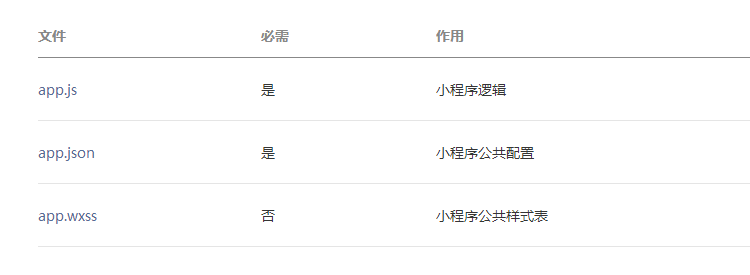 文件 必需 作用
app.js 是 小程序逻辑
app.json 是 小程序公共配置
app.wxss 否 小程序公共样式表